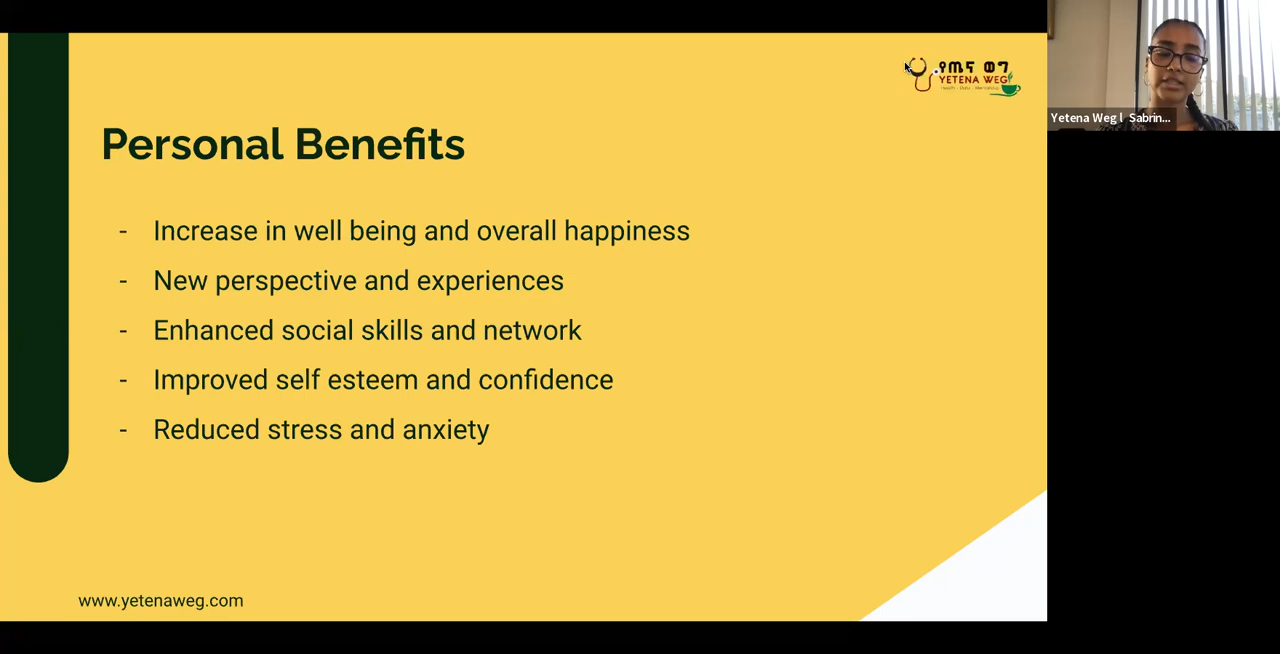 የጤና ወግ
YETENA WEG
Yetena Weg l Sabrin...
Personal Benefits
- Increase in well being and overall happiness
- New perspective and experiences
- Enhanced social skills and network
- Improved self esteem and confidence
- Reduced stress and anxiety
www.yetenaweg.com